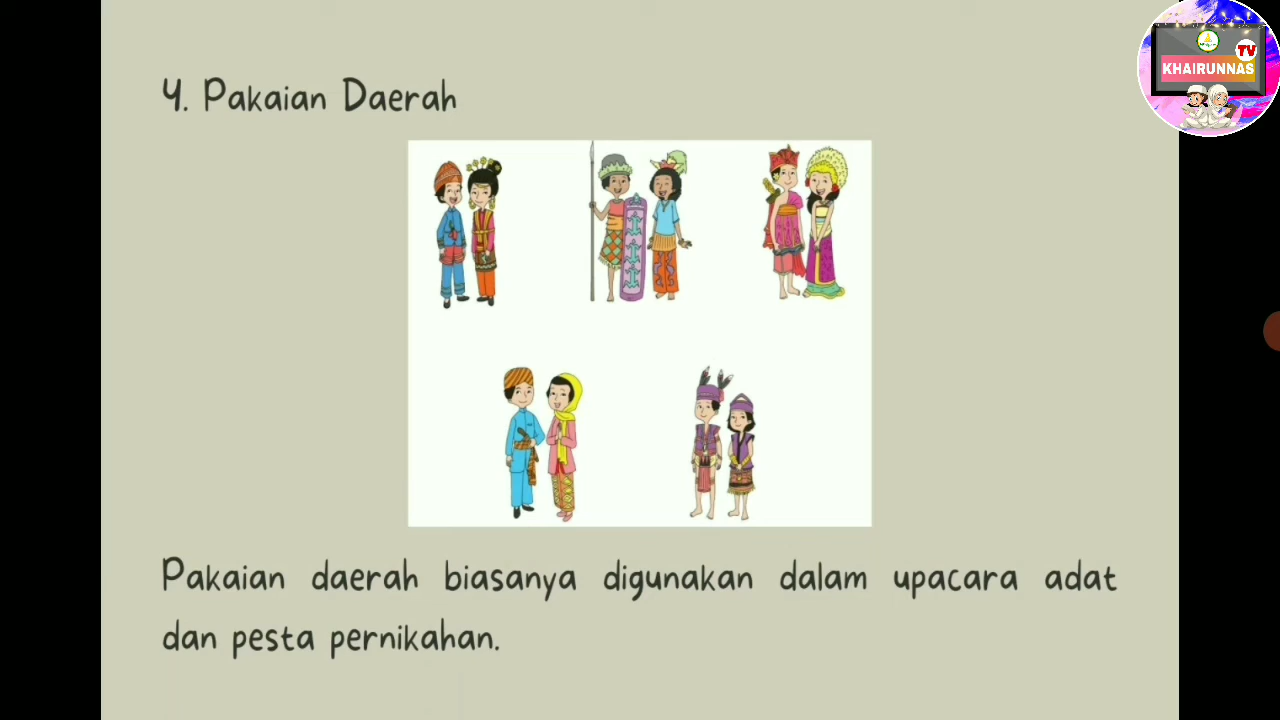 TV
KHAIRUNNAS
4. Pakaian Daerah
Pakaian daerah biasanya digunakan dalam upacara adat
dan pesta pernikahan.